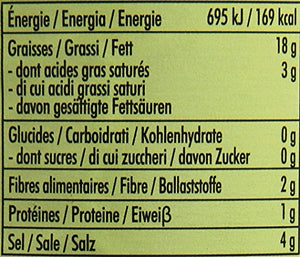 Énergie / Energia / Energie 695 kJ / 169 kcal
Graisses / Grassi / Fett 18 g
- dont acides gras saturés 3 g
- di cui acidi grassi saturi
- davon gesättigte Fettsäuren
Glucides / Carboidrati / Kohlenhydrate 0 g
- dont sucres / di cui zuccheri / davon Zucker 0 g
Fibres alimentaires / Fibre / Ballaststoffe 2 g
Protéines / Proteine / Eiweiβ 1 g
Sel / Sale / Salz 4 g